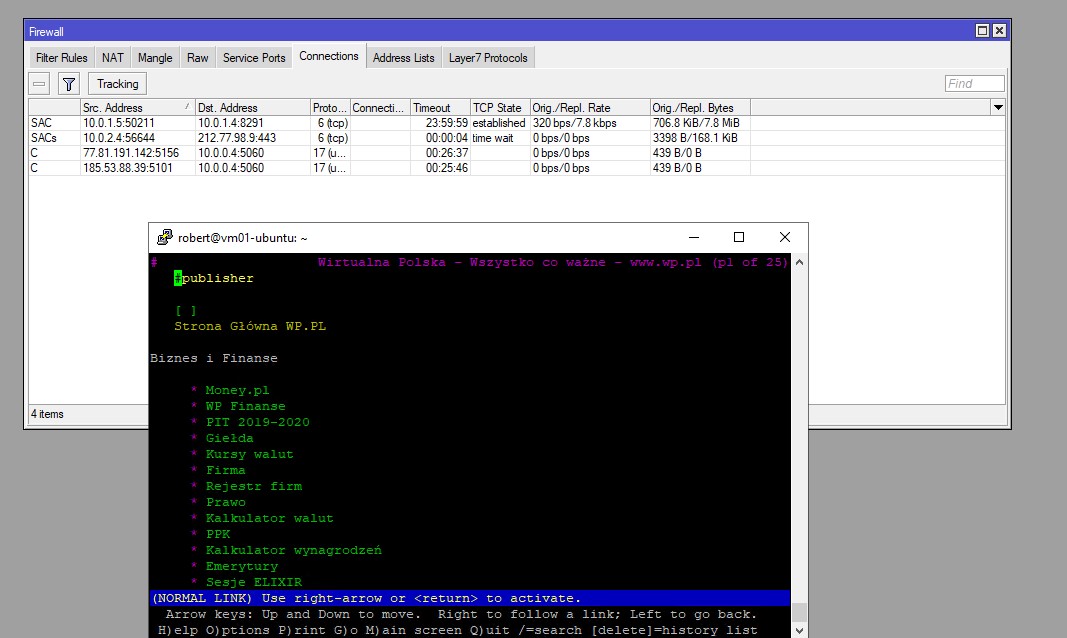 Firewall
Filter Rules NAT Mangle Raw Service Ports Connections Address Lists Layer7 Protocols
Tracking Find
Src. Address / Dst. Address Proto... Connecti... Timeout TCP State Orig./Repl. Rate Orig./Repl. Bytes
SAC 10.0.1.5:50211 10.0.1.4:8291 6 (tcp) 23:59:59 established 320 bps/7.8 kbps 706.8 KiB/7.8 MiB
SACs 10.0.2.4:56644 212.77.98.9:443 6 (tcp) 00:00:04 time wait 0 bps/0 bps 3398 B/168.1 KiB
C 77.81.191.142:5156 10.0.0.4:5060 17 (u... 00:26:37 0 bps/0 bps 439 B/0 B
C 185.53.88.39:5101 10.0.0.4:5060 17 (u... 00:25:46 0 bps/0 bps 439 B/0 B
4 items
robert@vm01-ubuntu: ~
# Wirtualna Polska - Wszystko co ważne - www.wp.pl (p1 of 25)
#publisher
[ ]
Strona Główna WP.PL
Biznes i Finanse
* Money.pl
* WP Finanse
* PIT 2019-2020
* Giełda
* Kursy walut
* Firma
* Rejestr firm
* Prawo
* Kalkulator walut
* PPK
* Kalkulator wynagrodzeń
* Emerytury
* Sesje ELIXIR
(NORMAL LINK) Use right-arrow or <return> to activate.
Arrow keys: Up and Down to move. Right to follow a link; Left to go back.
H)elp O)ptions P)rint G)o M)ain screen Q)uit /=search [delete]=history list